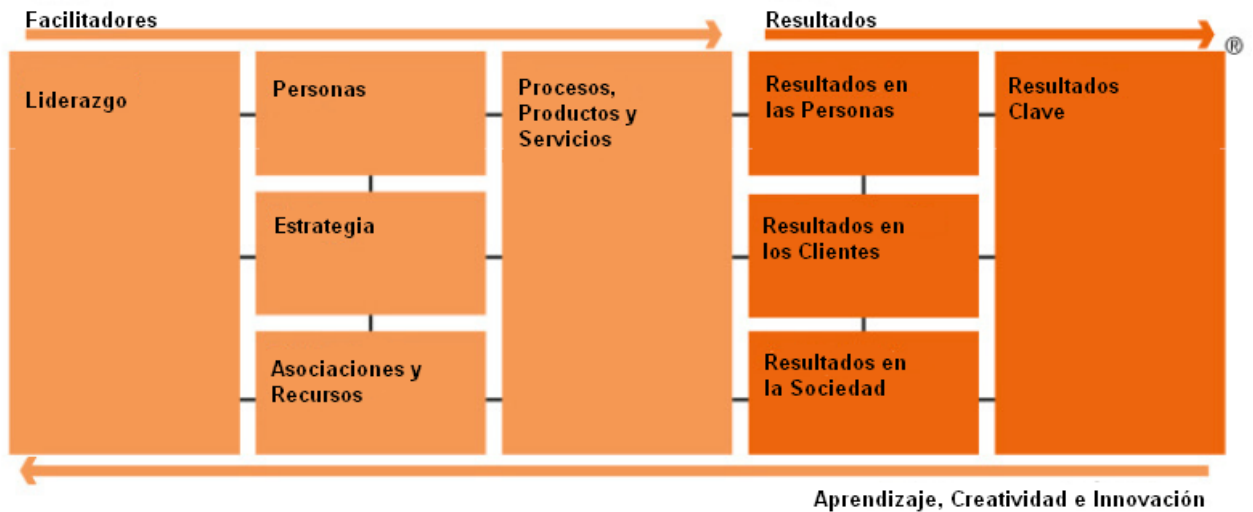 Facilitadores
Resultados
®
Liderazgo
Personas
Procesos,
Productos y
Servicios
Resultados en
las Personas
Resultados
Clave
Estrategia
Resultados en
los Clientes
Asociaciones y
Recursos
Resultados en
la Sociedad
Aprendizaje, Creatividad e Innovación